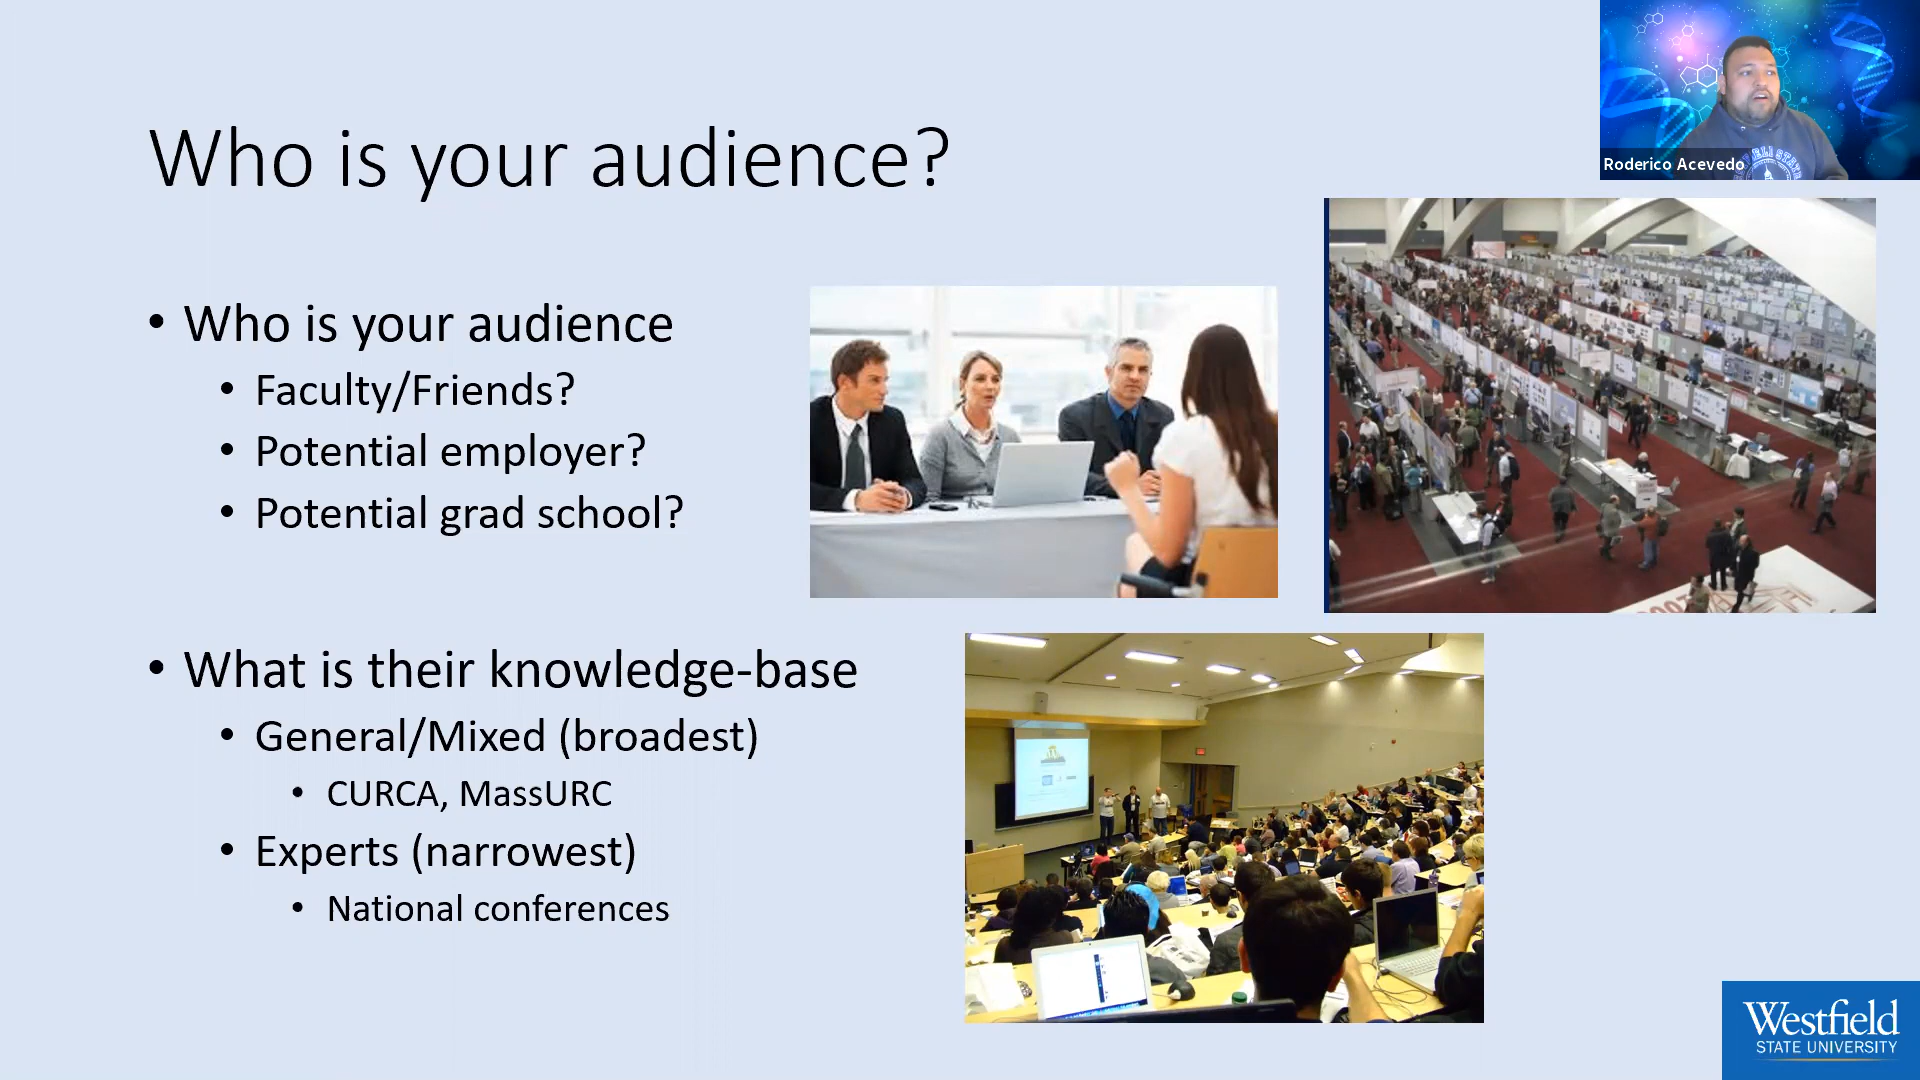 Who is your audience?
Roderico Acevedo
• Who is your audience
• Faculty/Friends?
• Potential employer?
• Potential grad school?
• What is their knowledge-base
• General/Mixed (broadest)
• CURCA, MassURC
• Experts (narrowest)
• National conferences
Westfield
STATE UNIVERSITY